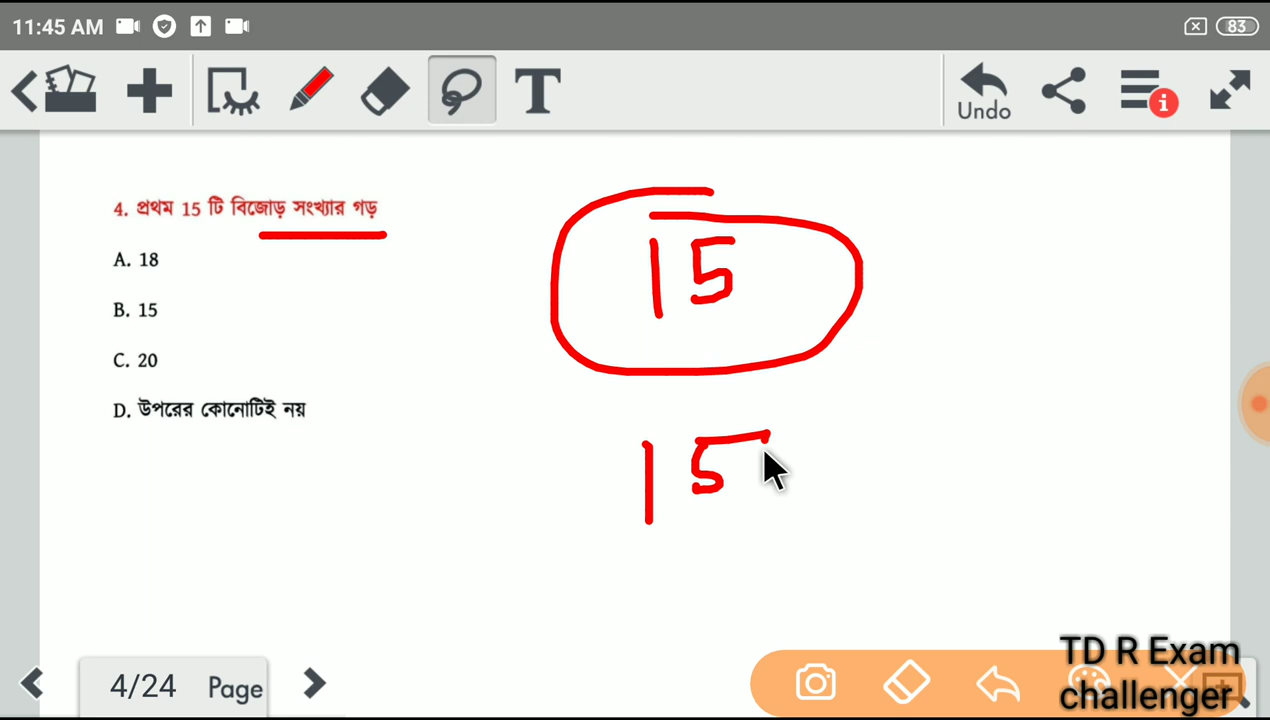 11:45 AM
83
Undo
4. প্রথম 15 টি বিজোড় সংখ্যার গড়
A. 18
B. 15
C. 20
D. উপরের কোনোটিই নয়
15
15
4/24 Page
TD R Exam
challenger